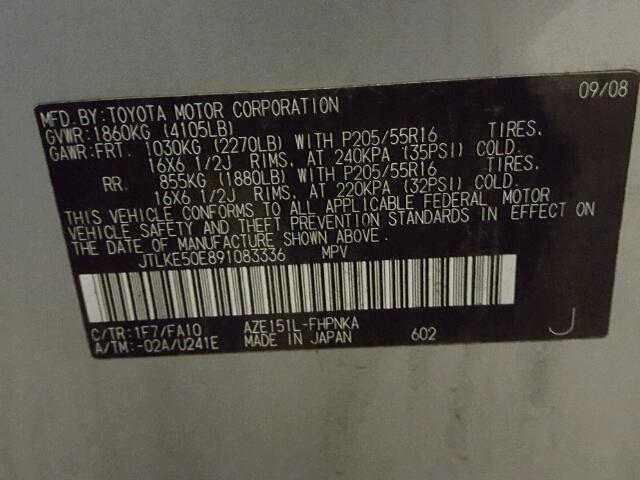 09/08
MFD.BY:TOYOTA MOTOR CORPORATION
GVWR:1860KG (4105LB)
GAWR:FRT. 1030KG (2270LB) WITH P205/55R16 TIRES,
16X6 1/2J RIMS, AT 240KPA (35PSI) COLD.
RR. 855KG (1880LB) WITH P205/55R16 TIRES,
16X6 1/2J RIMS, AT 220KPA (32PSI) COLD.
THIS VEHICLE CONFORMS TO ALL APPLICABLE FEDERAL MOTOR
VEHICLE SAFETY AND THEFT PREVENTION STANDARDS IN EFFECT ON
THE DATE OF MANUFACTURE SHOWN ABOVE.
JTLKE50E891083336 MPV
C/TR:1F7/FA10 AZE151L-FHPNKA
A/TM:-02A/U241E MADE IN JAPAN 602 J